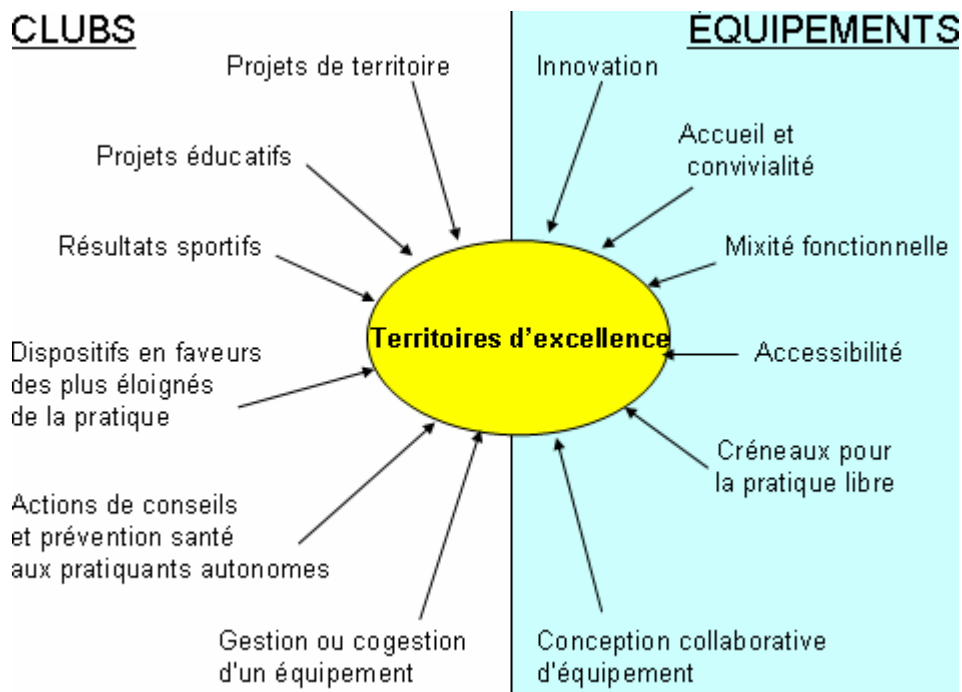 CLUBS
Projets de territoire
Projets éducatifs
Résultats sportifs
Dispositifs en faveurs
des plus éloignés
de la pratique
Actions de conseils
et prévention santé
aux pratiquants autonomes
Gestion ou cogestion
d'un équipement
Territoires d'excellence
ÉQUIPEMENTS
Innovation
Accueil et
convivialité
Mixité fonctionnelle
Accessibilité
Créneaux pour
la pratique libre
Conception collaborative
d'équipement